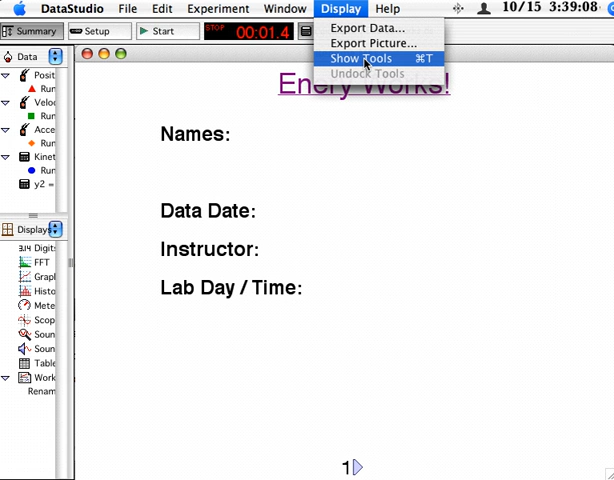 DataStudio File Edit Experiment Window Display Help 10/15 3:39:08
Summary Setup Start STOP 00:01.4
Export Data...
Export Picture...
Show Tools ⌘T
Undock Tools
Data
Posit
Run
Veloc
Run
Acce
Run
Kinet
Run
y2 =
Enery Works!
Names:
Data Date:
Instructor:
Lab Day / Time:
Displays
3.14 Digits
FFT
Graph
Histo
Mete
Scop
Soun
Soun
Table
Work
Renam
1